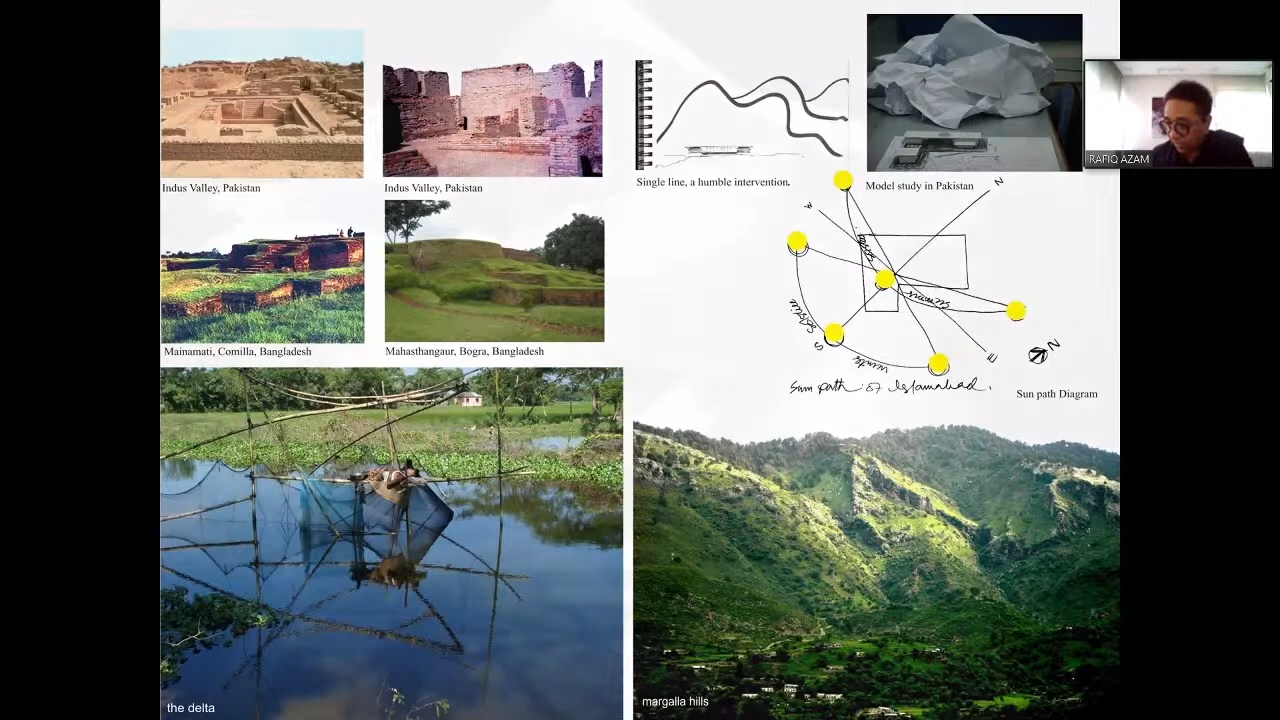 Indus Valley, Pakistan
Indus Valley, Pakistan
Single line, a humble intervention.
Model study in Pakistan
RAFIQ AZAM
N
Mainamati, Comilla, Bangladesh
Mahasthangaur, Bogra, Bangladesh
S
E
N
Sun path of Islamabad.
Sun path Diagram
the delta
margalla hills